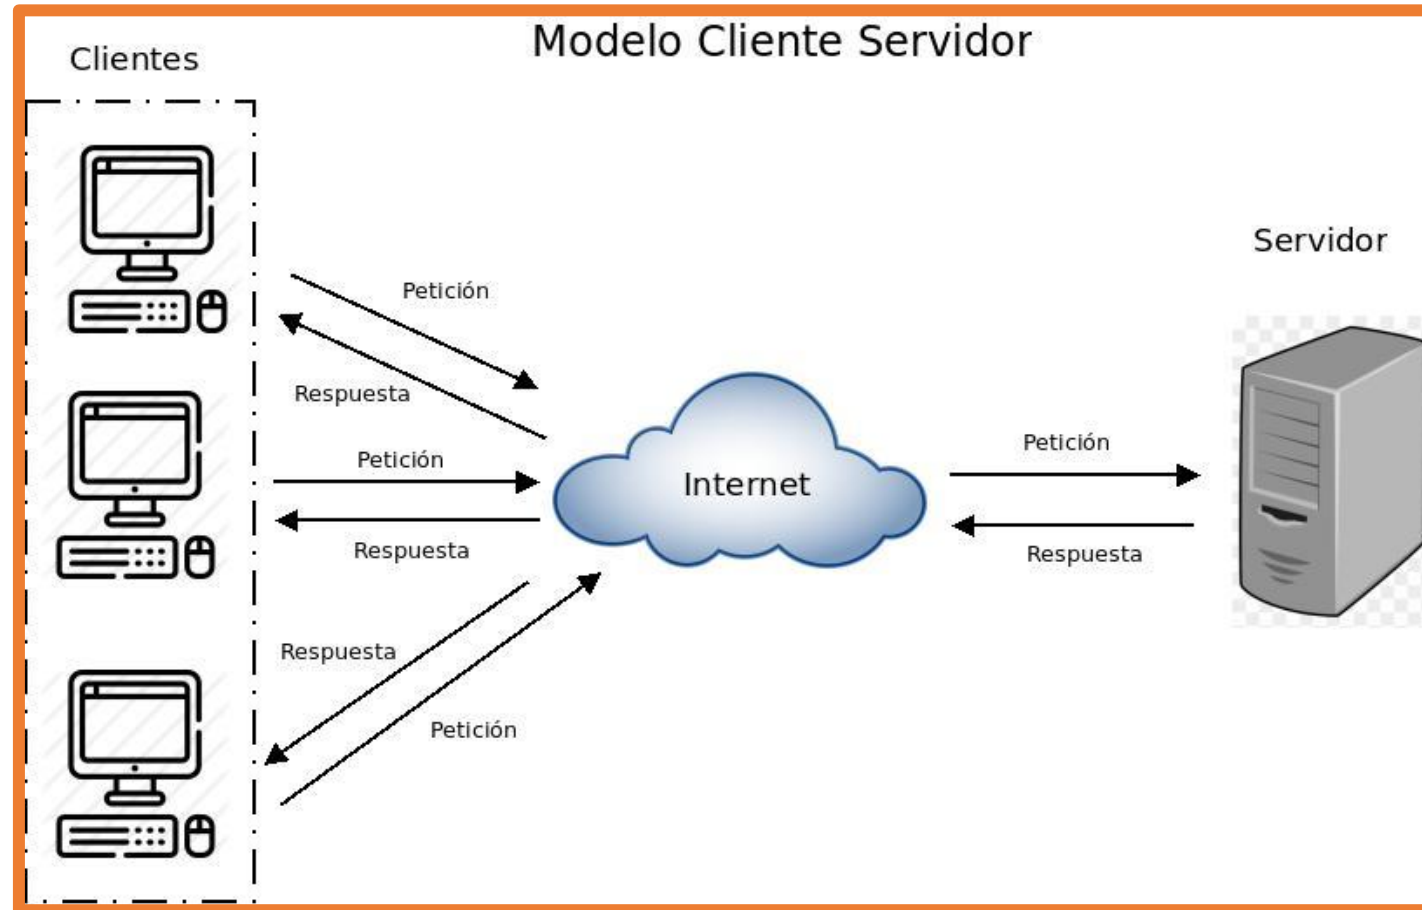 Modelo Cliente Servidor
Clientes
Servidor
Petición
Respuesta
Petición
Respuesta
Respuesta
Petición
Internet
Petición
Respuesta